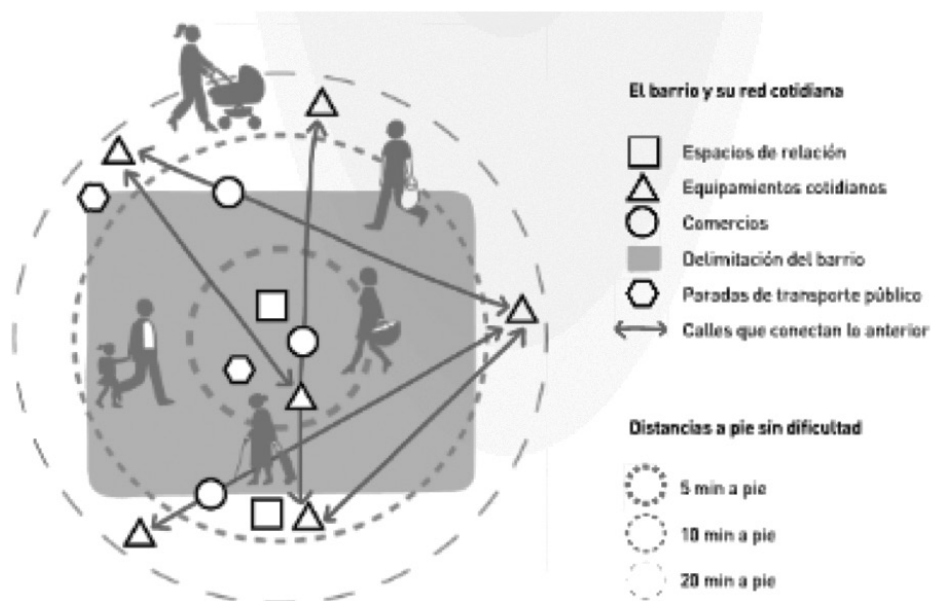 El barrio y su red cotidiana
Espacios de relación
Equipamientos cotidianos
Comercios
Delimitación del barrio
Paradas de transporte público
Calles que conectan lo anterior
Distancias a pie sin dificultad
5 min a pie
10 min a pie
20 min a pie